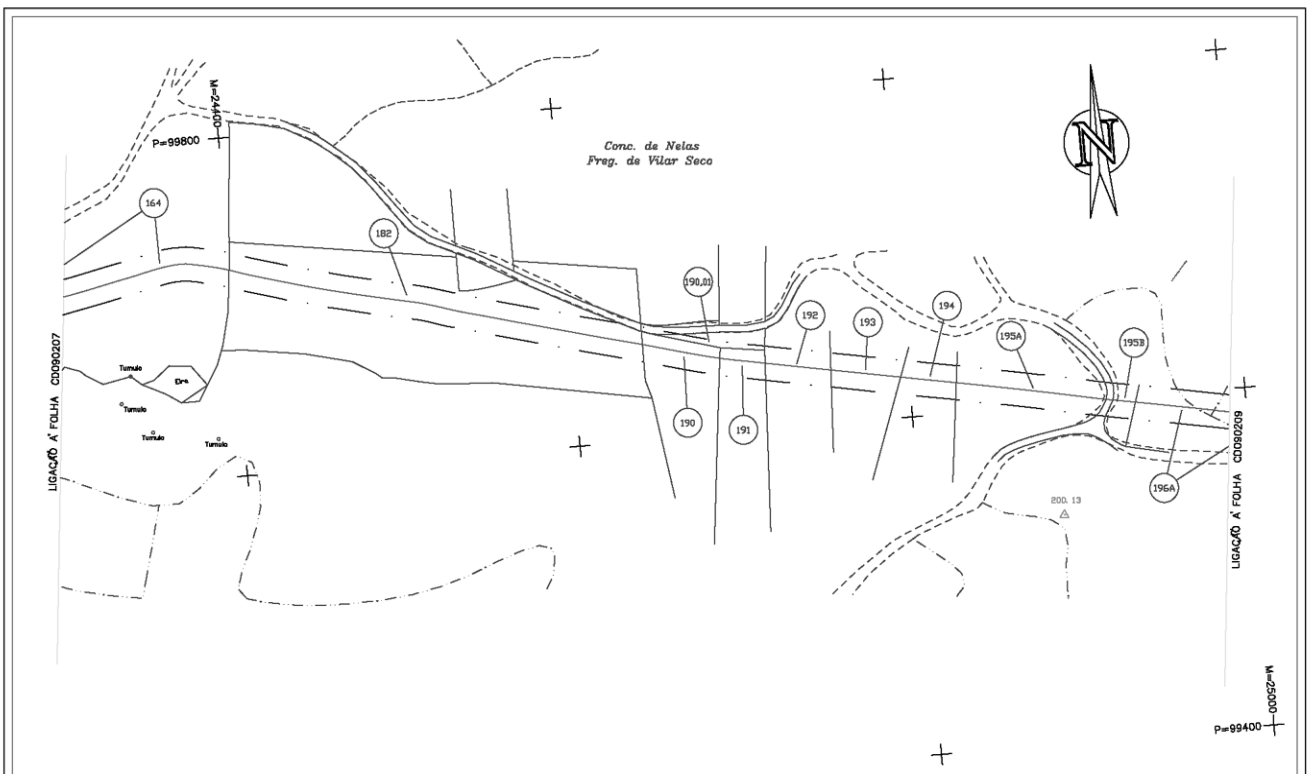 M=24400
P=99800
Conc. de Nelas
Freg. de Vilar Seco
N
164
182
190,01
192
193
194
195A
195B
Tumulo
Eira
Tumulo
Tumulo
Tumulo
190
191
196A
200. 13
LIGAÇÃO A´ FOLHA CD090207
LIGAÇÃO A´ FOLHA CD090209
M=25000
P=99400